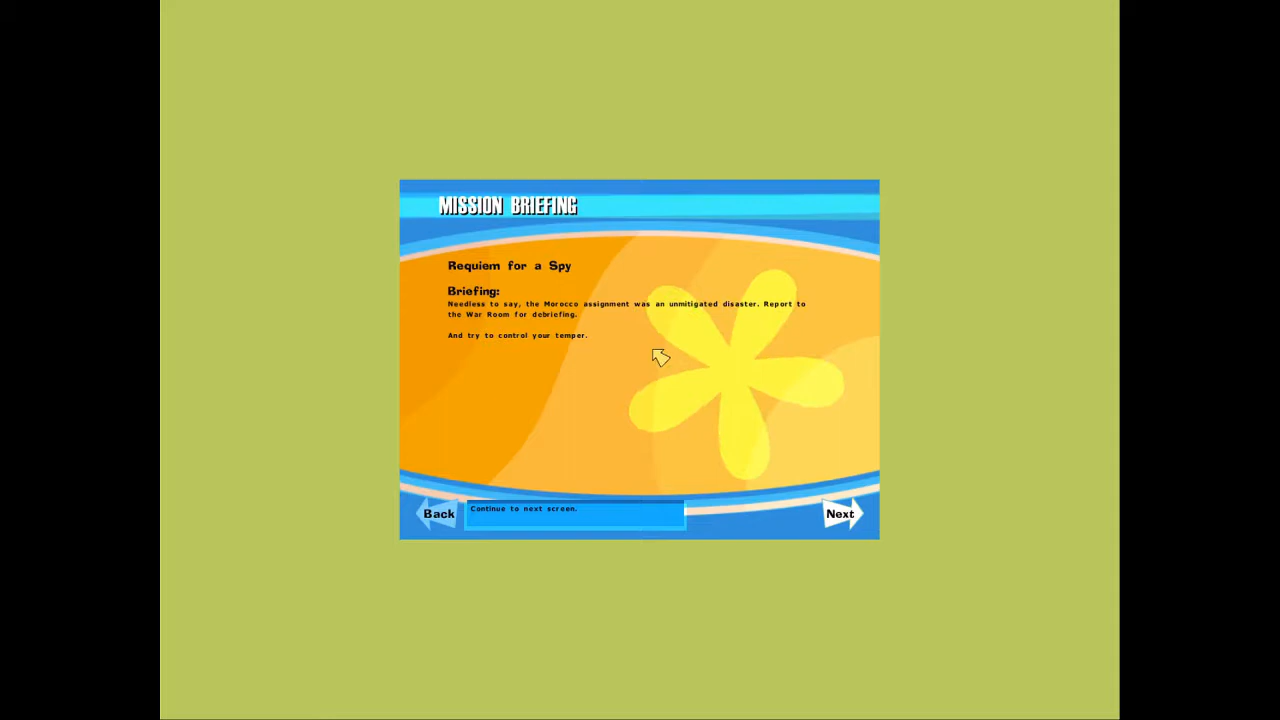 MISSION BRIEFING
Requiem for a Spy
Briefing:
Needless to say, the Morocco assignment was an unmitigated disaster. Report to
the War Room for debriefing.
And try to control your temper.
Back
Continue to next screen.
Next